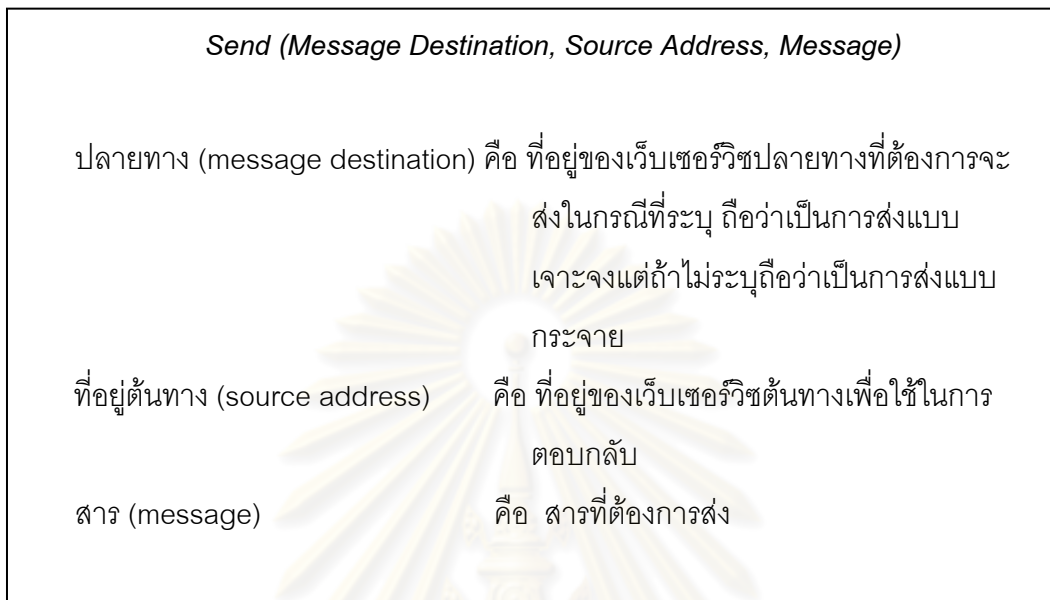 Send (Message Destination, Source Address, Message)
ปลายทาง (message destination) คือ ที่อยู่ของเว็บเซอร์วิซปลายทางที่ต้องการจะ
ส่งในกรณีที่ระบุ ถือว่าเป็นการส่งแบบ
เจาะจงแต่ถ้าไม่ระบุถือว่าเป็นการส่งแบบ
กระจาย
ที่อยู่ต้นทาง (source address) คือ ที่อยู่ของเว็บเซอร์วิซต้นทางเพื่อใช้ในการ
ตอบกลับ
สาร (message) คือ สารที่ต้องการส่ง